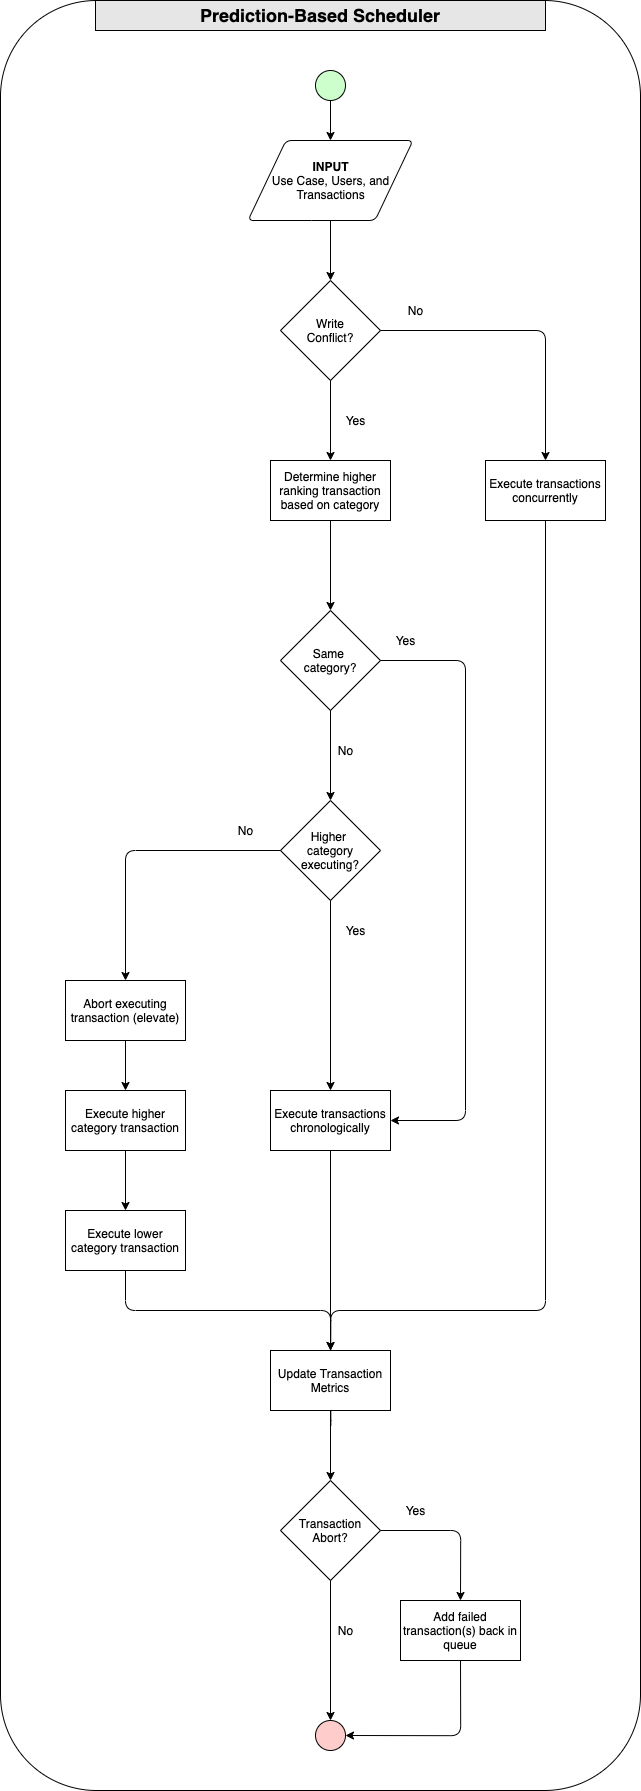 Prediction-Based Scheduler
INPUT
Use Case, Users, and
Transactions
Write
Conflict?
No
Yes
Determine higher
ranking transaction
based on category
Execute transactions
concurrently
Same
category?
Yes
No
Higher
category
executing?
No
Yes
Abort executing
transaction (elevate)
Execute higher
category transaction
Execute transactions
chronologically
Execute lower
category transaction
Update Transaction
Metrics
Transaction
Abort?
Yes
No
Add failed
transaction(s) back in
queue